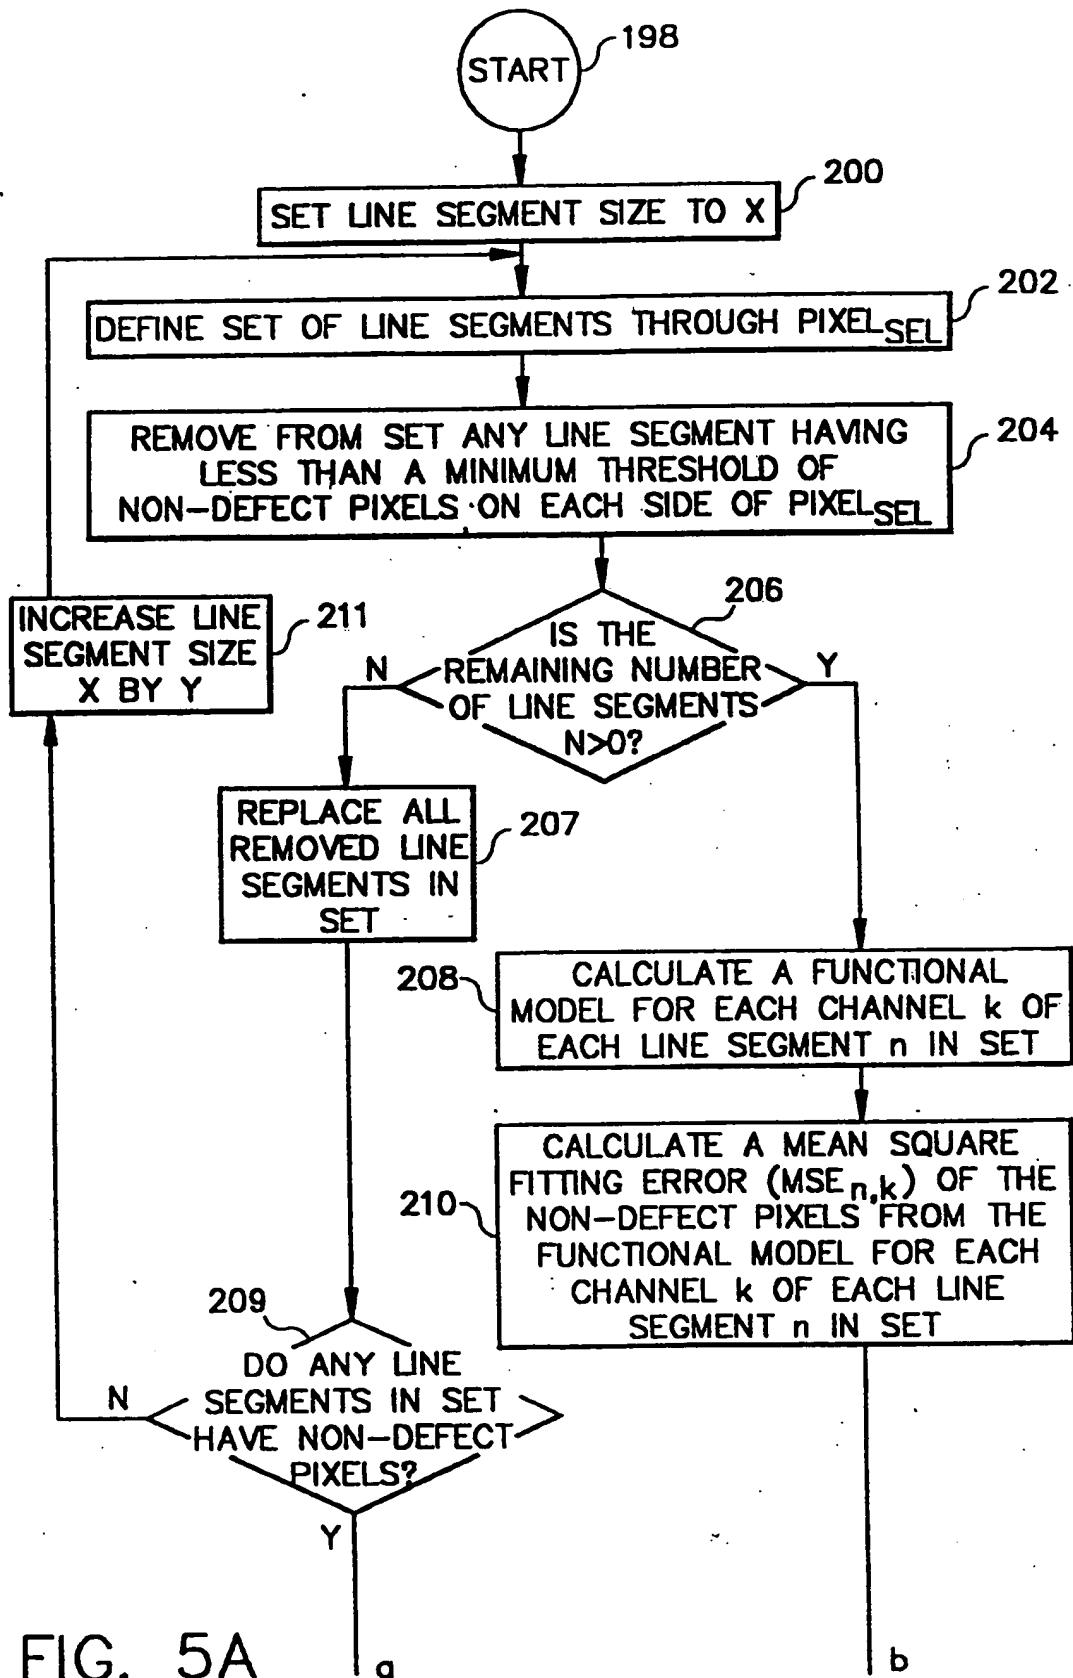 START
198
SET LINE SEGMENT SIZE TO X
200
DEFINE SET OF LINE SEGMENTS THROUGH PIXEL_SEL
202
REMOVE FROM SET ANY LINE SEGMENT HAVING
LESS THAN A MINIMUM THRESHOLD OF
NON-DEFECT PIXELS ON EACH SIDE OF PIXEL_SEL
204
INCREASE LINE
SEGMENT SIZE
X BY Y
211
206
IS THE
REMAINING NUMBER
OF LINE SEGMENTS
N>0?
N
Y
REPLACE ALL
REMOVED LINE
SEGMENTS IN
SET
207
208
CALCULATE A FUNCTIONAL
MODEL FOR EACH CHANNEL k OF
EACH LINE SEGMENT n IN SET
210
CALCULATE A MEAN SQUARE
FITTING ERROR (MSE_n,k) OF THE
NON-DEFECT PIXELS FROM THE
FUNCTIONAL MODEL FOR EACH
CHANNEL k OF EACH LINE
SEGMENT n IN SET
209
DO ANY LINE
SEGMENTS IN SET
HAVE NON-DEFECT
PIXELS?
N
Y
FIG. 5A
a
b